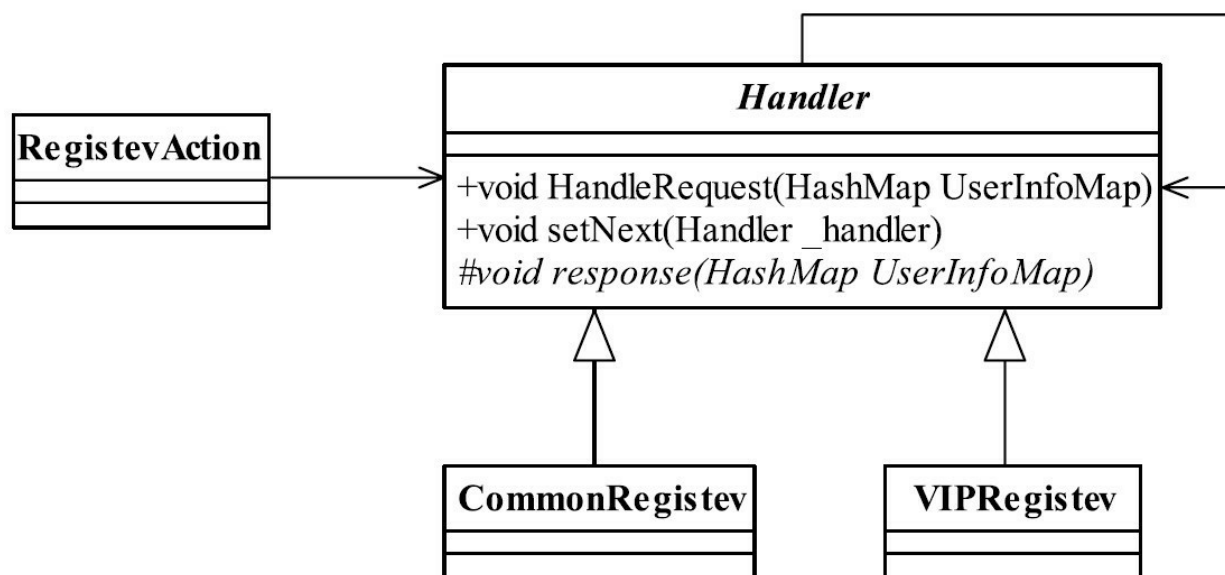 Handler
RegistevAction
+void HandleRequest(HashMap UserInfoMap)
+void setNext(Handler _handler)
#void response(HashMap UserInfoMap)
CommonRegistev
VIPRegistev